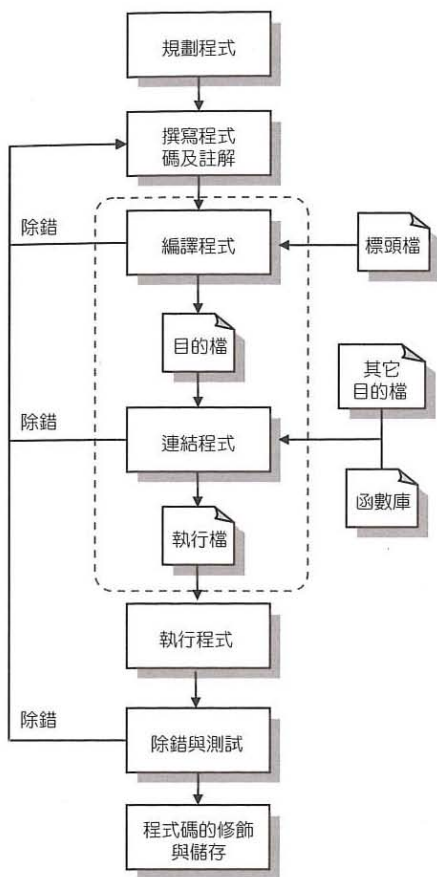 規劃程式
撰寫程式
碼及註解
除錯
編譯程式
標頭檔
目的檔
其它
目的檔
除錯
連結程式
函數庫
執行檔
執行程式
除錯
除錯與測試
程式碼的修飾
與儲存